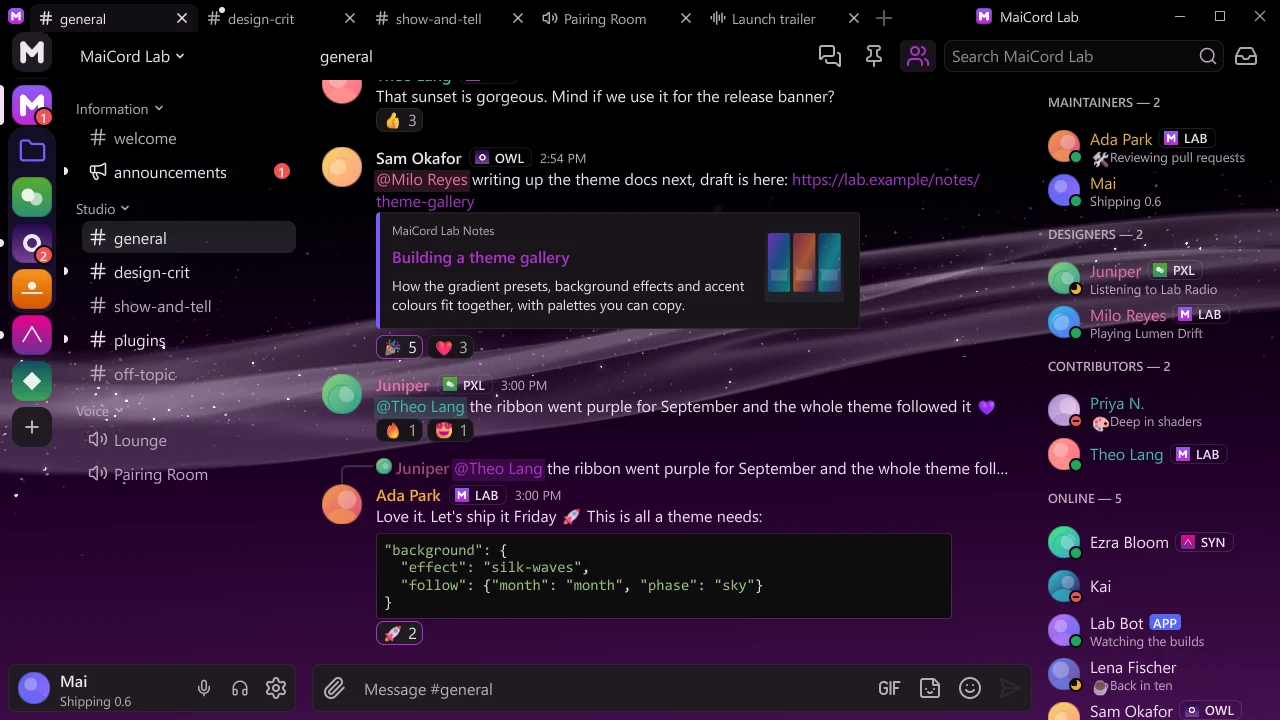 # general
# design-crit
# show-and-tell
Pairing Room
Launch trailer
MaiCord Lab
MaiCord Lab
general
Search MaiCord Lab
1
2
Information
# welcome
announcements
1
Studio
# general
# design-crit
# show-and-tell
# plugins
# off-topic
Voice
Lounge
Pairing Room
That sunset is gorgeous. Mind if we use it for the release banner?
👍 3
Sam Okafor OWL 2:54 PM
@Milo Reyes writing up the theme docs next, draft is here: https://lab.example/notes/
theme-gallery
MaiCord Lab Notes
Building a theme gallery
How the gradient presets, background effects and accent
colours fit together, with palettes you can copy.
🎉 5 ❤️ 3
Juniper PXL 3:00 PM
@Theo Lang the ribbon went purple for September and the whole theme followed it 💜
🔥 1 😍 1
Juniper @Theo Lang the ribbon went purple for September and the whole theme foll...
Ada Park LAB 3:00 PM
Love it. Let's ship it Friday 🚀 This is all a theme needs:
"background": {
"effect": "silk-waves",
"follow": {"month": "month", "phase": "sky"}
}
🚀 2
Mai
Shipping 0.6
Message #general
GIF
MAINTAINERS — 2
Ada Park LAB
🛠️Reviewing pull requests
Mai
Shipping 0.6
DESIGNERS — 2
Juniper PXL
Listening to Lab Radio
Milo Reyes LAB
Playing Lumen Drift
CONTRIBUTORS — 2
Priya N.
🎨Deep in shaders
Theo Lang LAB
ONLINE — 5
Ezra Bloom SYN
Kai
Lab Bot APP
Watching the builds
Lena Fischer
Back in ten
Sam Okafor OWL